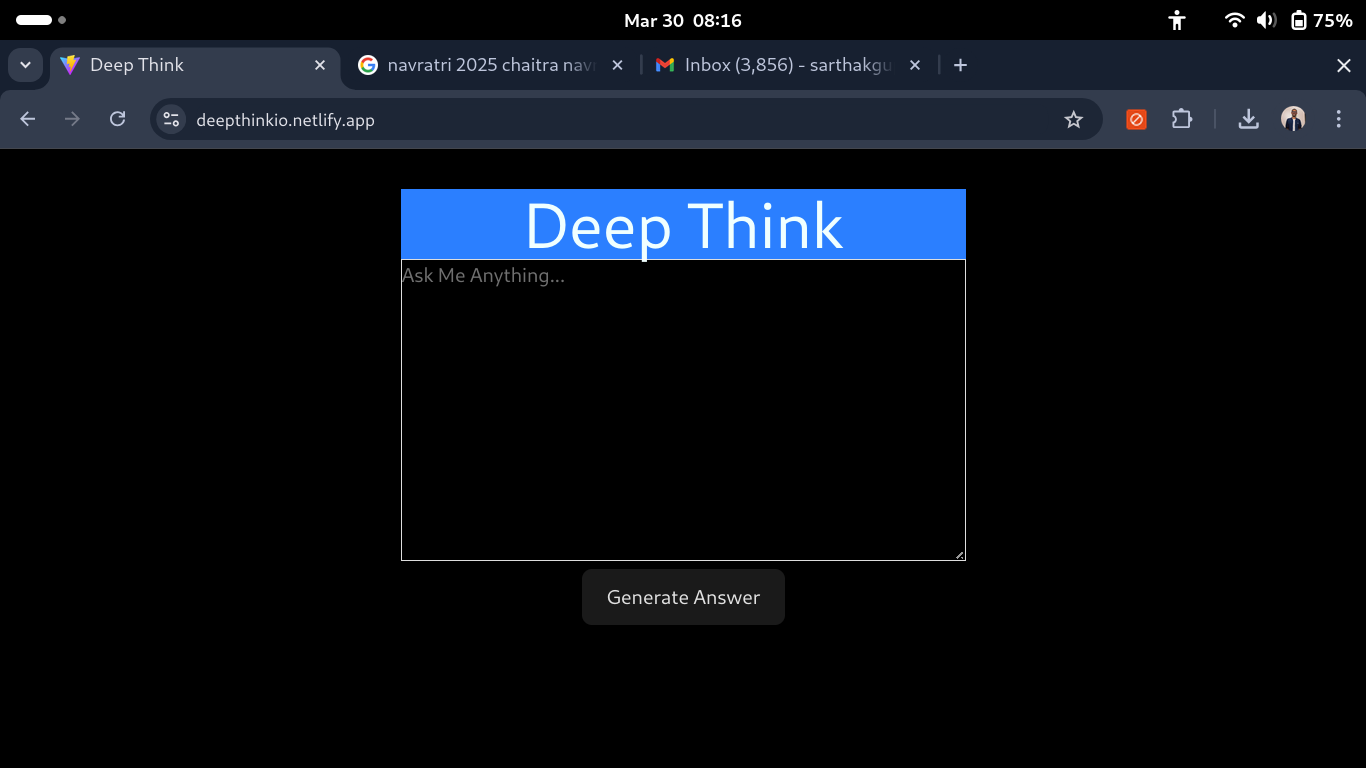 Mar 30 08:16
75%
Deep Think
navratri 2025 chaitra nav
Inbox (3,856) - sarthakgu
deepthinkio.netlify.app
Deep Think
Ask Me Anything...
Generate Answer